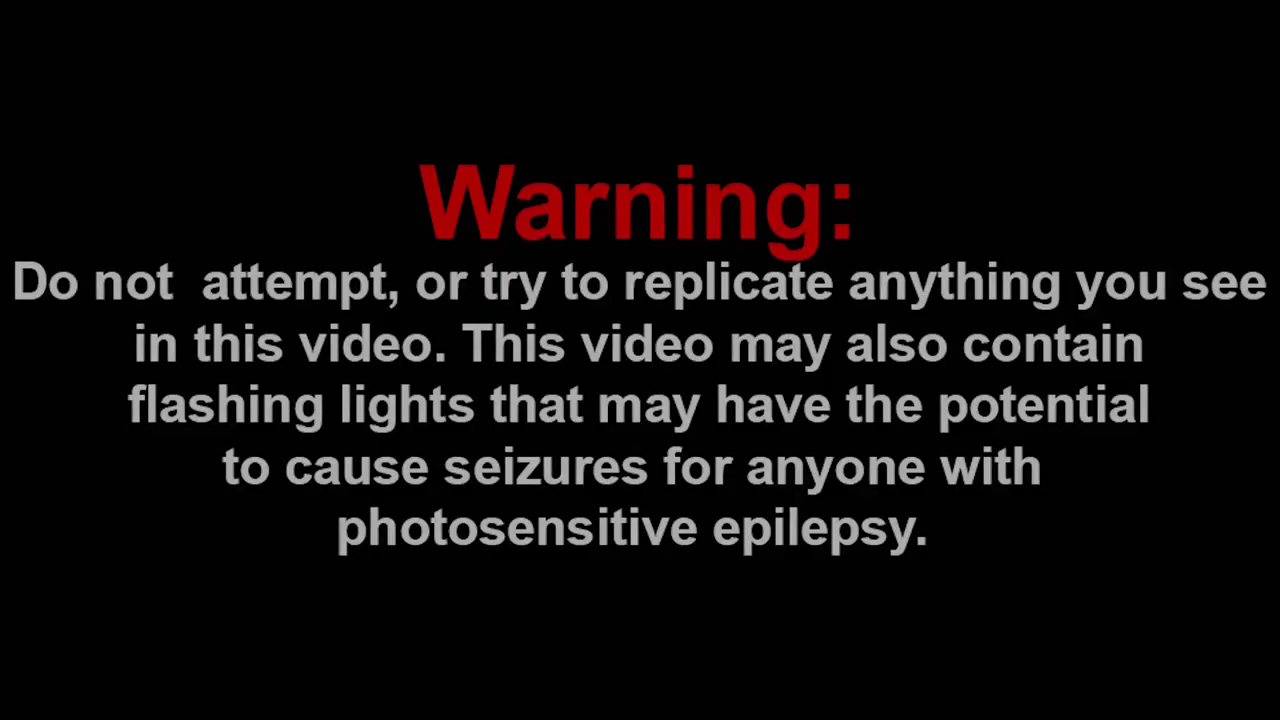 Warning:
Do not  attempt, or try to replicate anything you see
in this video. This video may also contain
flashing lights that may have the potential
to cause seizures for anyone with
photosensitive epilepsy.